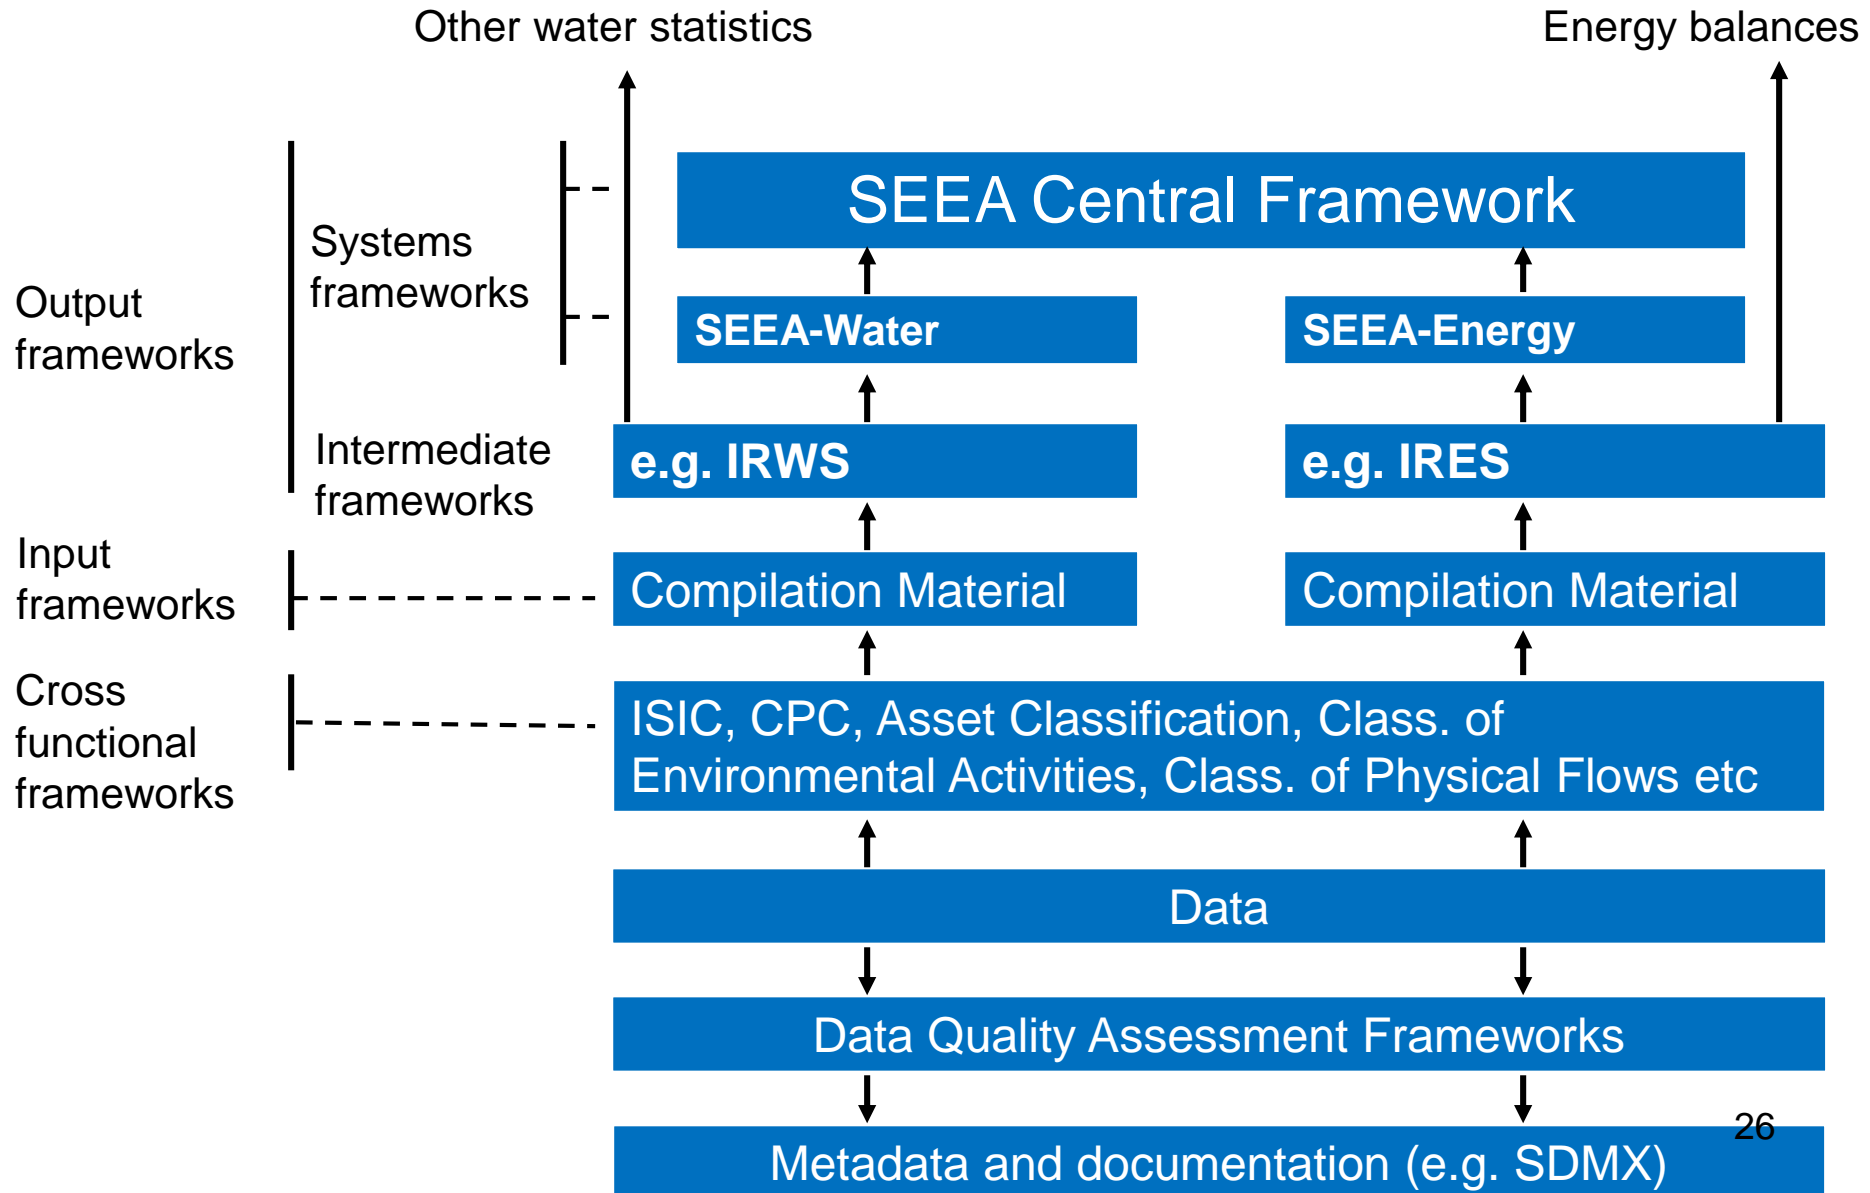 Other water statistics
Energy balances
SEEA Central Framework
Systems
frameworks
Output
frameworks
SEEA-Water
SEEA-Energy
Intermediate
frameworks
e.g. IRWS
e.g. IRES
Input
frameworks
Compilation Material
Compilation Material
Cross
functional
frameworks
ISIC, CPC, Asset Classification, Class. of
Environmental Activities, Class. of Physical Flows etc
Data
Data Quality Assessment Frameworks
26
Metadata and documentation (e.g. SDMX)